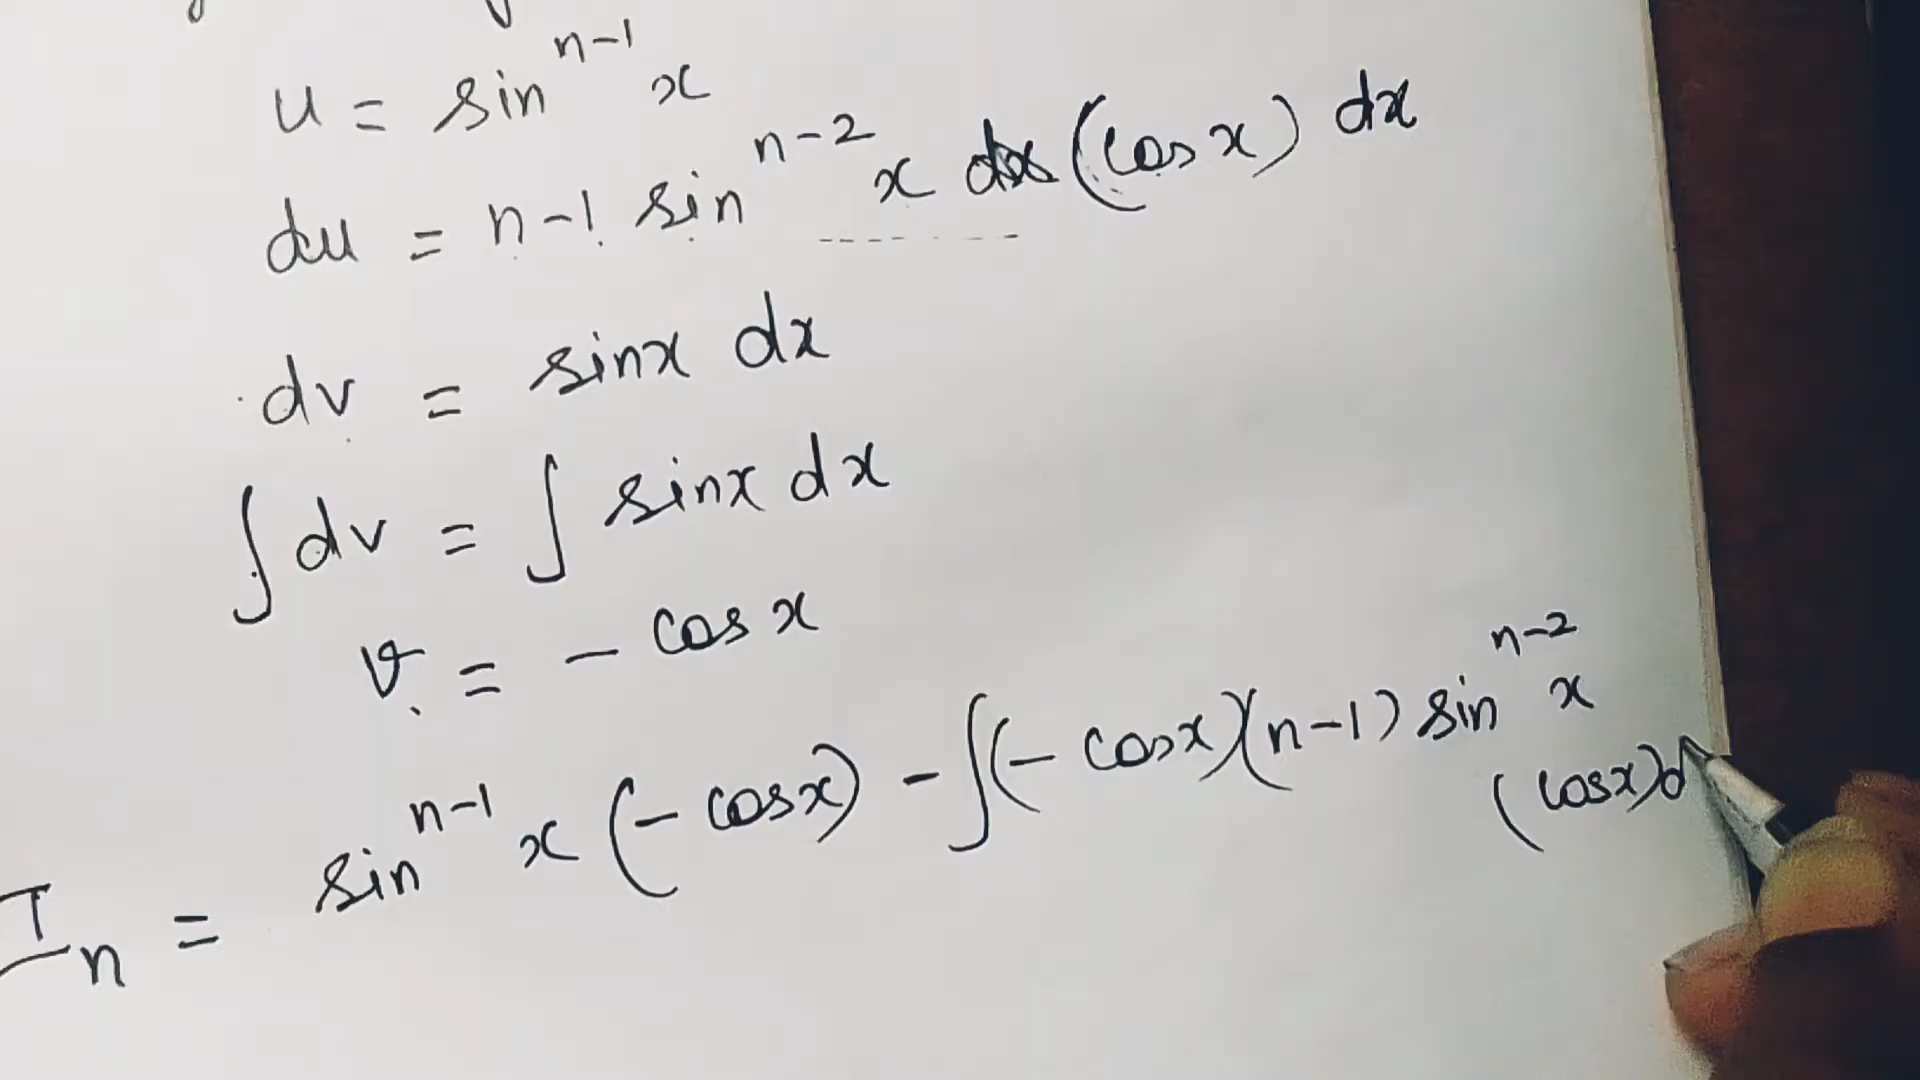 u = sin^{n-1} x
du = n-1 sin^{n-2} x (cos x) dx
dv = sinx dx
∫ dv = ∫ sinx dx
v = - cos x
I_n = sin^{n-1} x (- cosx) - ∫(- cosx)(n-1) sin^{n-2} x
(cosx)d